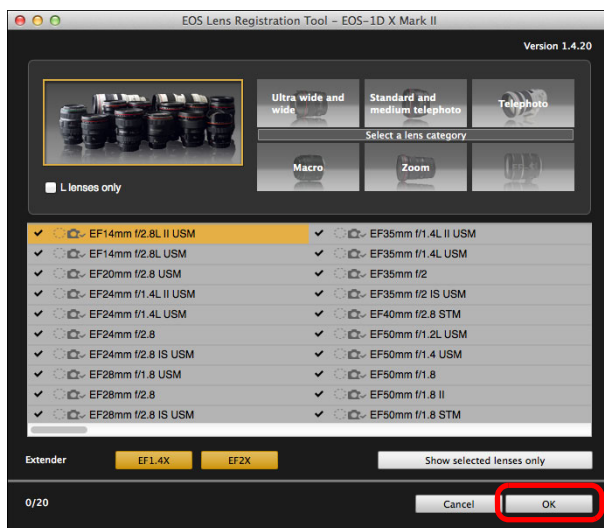 EOS Lens Registration Tool – EOS-1D X Mark II
Version 1.4.20
Ultra wide and
wide
Standard and
medium telephoto
Telephoto
Select a lens category
Macro
Zoom
L lenses only
EF14mm f/2.8L II USM
EF14mm f/2.8L USM
EF20mm f/2.8 USM
EF24mm f/1.4L II USM
EF24mm f/1.4L USM
EF24mm f/2.8
EF24mm f/2.8 IS USM
EF28mm f/1.8 USM
EF28mm f/2.8
EF28mm f/2.8 IS USM
EF35mm f/1.4L II USM
EF35mm f/1.4L USM
EF35mm f/2
EF35mm f/2 IS USM
EF40mm f/2.8 STM
EF50mm f/1.2L USM
EF50mm f/1.4 USM
EF50mm f/1.8
EF50mm f/1.8 II
EF50mm f/1.8 STM
Extender
EF1.4X
EF2X
Show selected lenses only
0/20
Cancel
OK